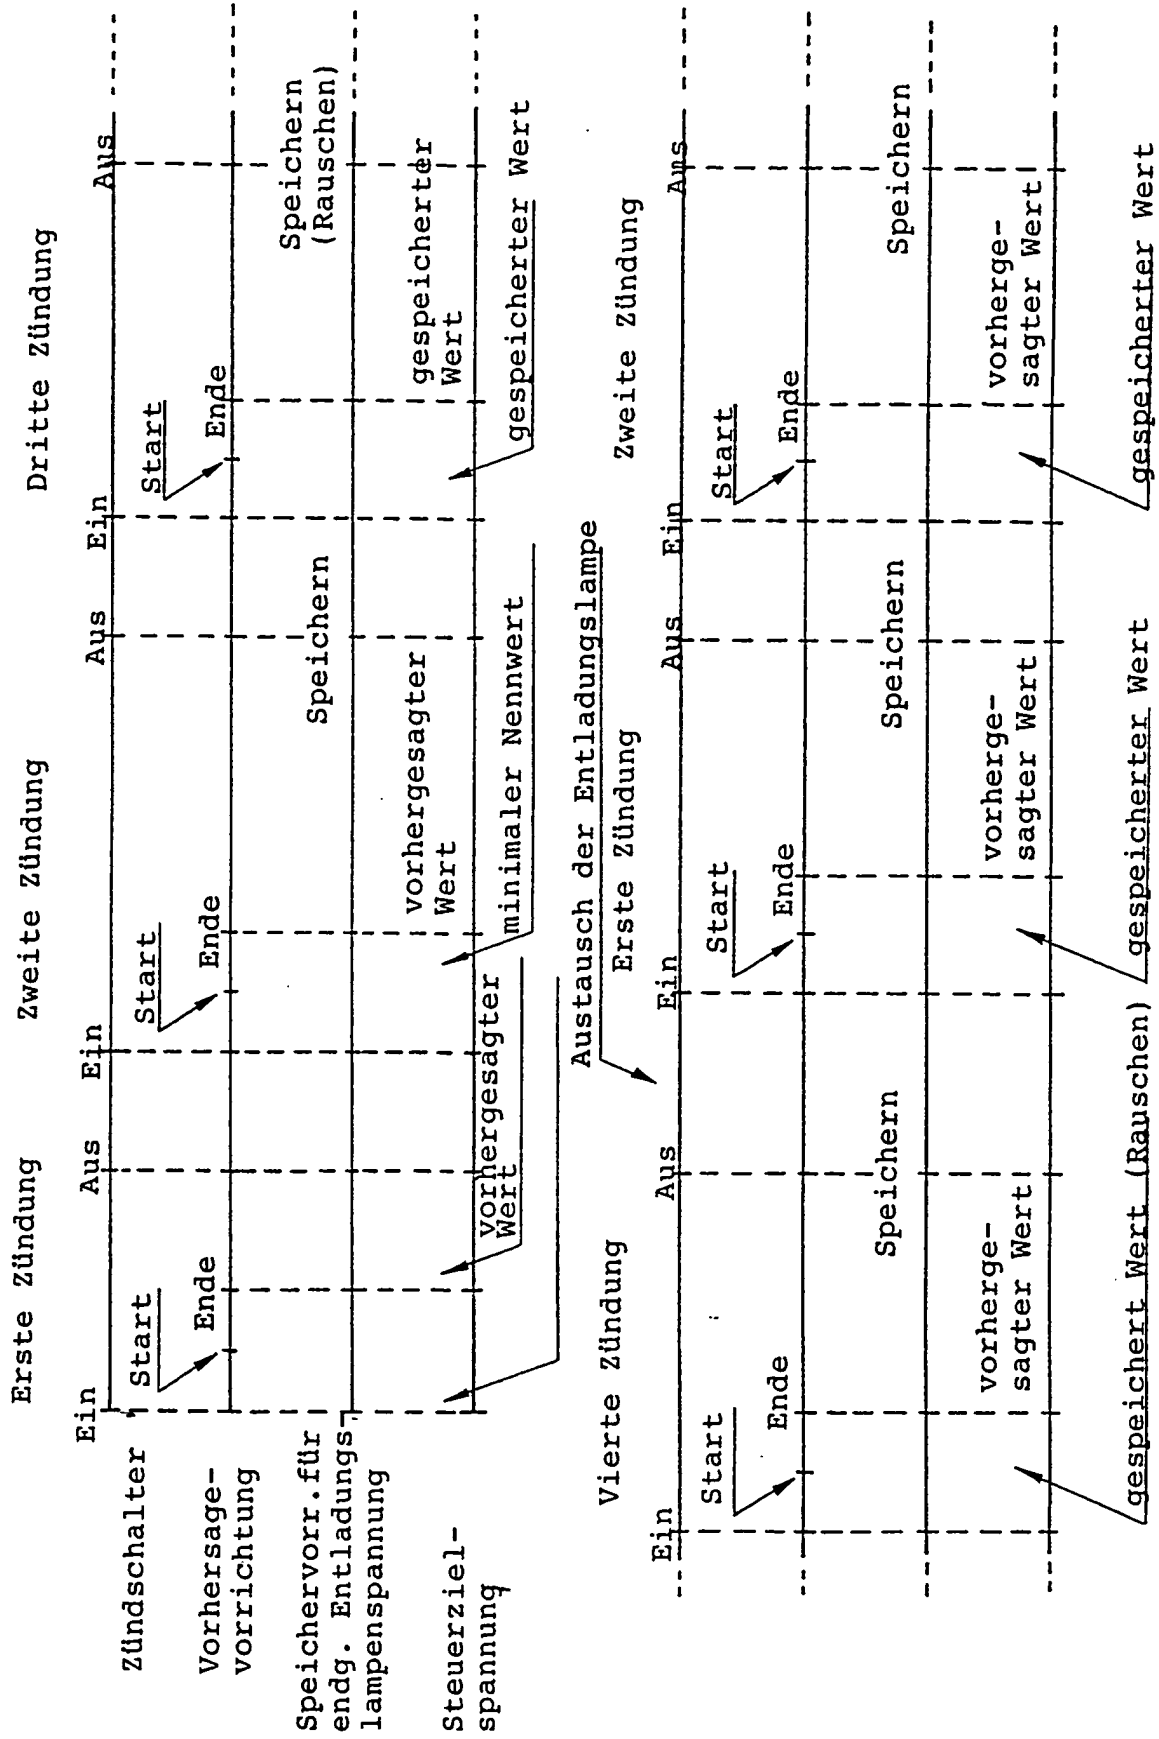 Erste Zündung
Zweite Zündung
Dritte Zündung
Zündschalter
Ein
Aus
Ein
Aus
Ein
Aus
Start
Start
Start
Vorhersage-
vorrichtung
Ende
Ende
Ende
Speichervorr.für
endg. Entladungs-
lampenspannung
Speichern
Speichern
(Rauschen)
Steuerziel-
spannung
vorhergesagter
Wert
gespeicherter
Wert
vorhergesagter
Wert
minimaler Nennwert
gespeicherter Wert
Austausch der Entladungslampe
Vierte Zündung
Erste Zündung
Zweite Zündung
Ein
Aus
Ein
Aus
Ein
Aus
Start
Start
Start
Ende
Ende
Ende
Speichern
Speichern
Speichern
vorherge-
sagter Wert
vorherge-
sagter Wert
vorherge-
sagter Wert
gespeichert Wert (Rauschen)
gespeicherter Wert
gespeicherter Wert